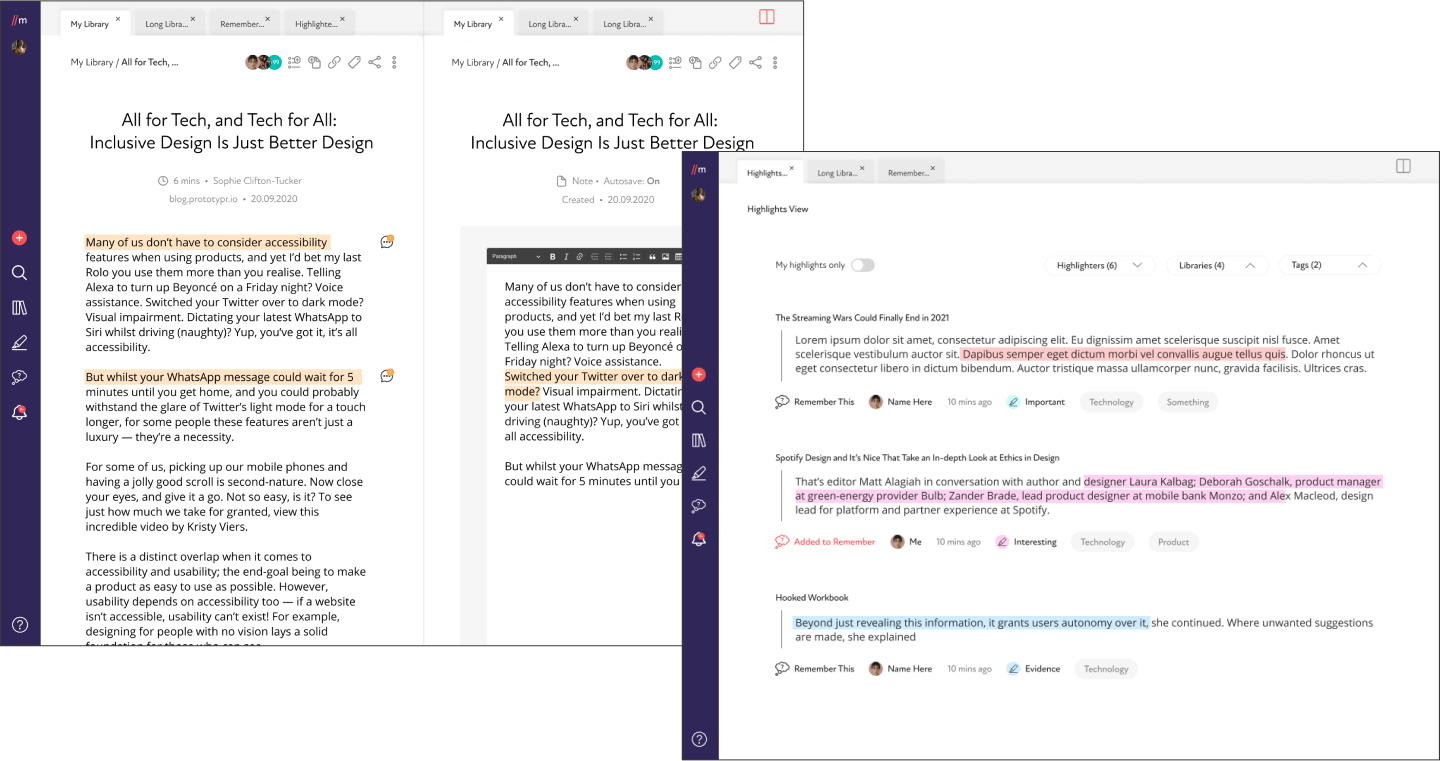 //m
My Library ×
Long Libra... ×
Remember... ×
Highlighte... ×
My Library / All for Tech, ...
+99
All for Tech, and Tech for All:
Inclusive Design Is Just Better Design
6 mins • Sophie Clifton-Tucker
blog.prototypr.io • 20.09.2020
Many of us don’t have to consider accessibility
features when using products, and yet I’d bet my last
Rolo you use them more than you realise. Telling
Alexa to turn up Beyoncé on a Friday night? Voice
assistance. Switched your Twitter over to dark mode?
Visual impairment. Dictating your latest WhatsApp to
Siri whilst driving (naughty)? Yup, you’ve got it, it’s all
accessibility.
But whilst your WhatsApp message could wait for 5
minutes until you get home, and you could probably
withstand the glare of Twitter’s light mode for a touch
longer, for some people these features aren’t just a
luxury — they’re a necessity.
For some of us, picking up our mobile phones and
having a jolly good scroll is second-nature. Now close
your eyes, and give it a go. Not so easy, is it? To see
just how much we take for granted, view this
incredible video by Kristy Viers.
There is a distinct overlap when it comes to
accessibility and usability; the end-goal being to make
a product as easy to use as possible. However,
usability depends on accessibility too — if a website
isn’t accessible, usability can’t exist! For example,
designing for people with no vision lays a solid
foundation for those who can see.
My Library ×
Long Libra... ×
Long Libra... ×
My Library / All for Tech, ...
+99
All for Tech, and Tech for All:
Inclusive Design Is Just Better Design
Note • Autosave: On
Created • 20.09.2020
Paragraph
B I
Many of us don’t have to consider
accessibility features when using
products, and yet I’d bet my last R
you use them more than you realis
Telling Alexa to turn up Beyoncé o
Friday night? Voice assistance.
Switched your Twitter over to dark
mode? Visual impairment. Dictatin
your latest WhatsApp to Siri whilst
driving (naughty)? Yup, you’ve got
all accessibility.
But whilst your WhatsApp messag
could wait for 5 minutes until you
//m
Highlights... ×
Long Libra... ×
Remember... ×
Highlights View
My highlights only
Highlighters (6)
Libraries (4)
Tags (2)
The Streaming Wars Could Finally End in 2021
Lorem ipsum dolor sit amet, consectetur adipiscing elit. Eu dignissim amet scelerisque suscipit nisl fusce. Amet
scelerisque vestibulum auctor sit. Dapibus semper eget dictum morbi vel convallis augue tellus quis. Dolor rhoncus ut
eget consectetur libero in dictum bibendum. Auctor tristique massa ullamcorper nunc, gravida facilisis. Ultrices cras.
Remember This
Name Here
10 mins ago
Important
Technology
Something
Spotify Design and It’s Nice That Take an In-depth Look at Ethics in Design
That’s editor Matt Alagiah in conversation with author and designer Laura Kalbag; Deborah Goschalk, product manager
at green-energy provider Bulb; Zander Brade, lead product designer at mobile bank Monzo; and Alex Macleod, design
lead for platform and partner experience at Spotify.
Added to Remember
Me
10 mins ago
Interesting
Technology
Product
Hooked Workbook
Beyond just revealing this information, it grants users autonomy over it, she continued. Where unwanted suggestions
are made, she explained
Remember This
Name Here
10 mins ago
Evidence
Technology